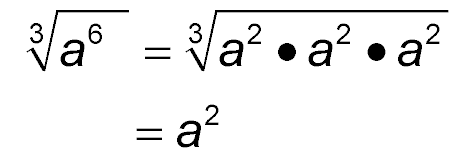 ∛a⁶ = ∛a² • a² • a²
= a²